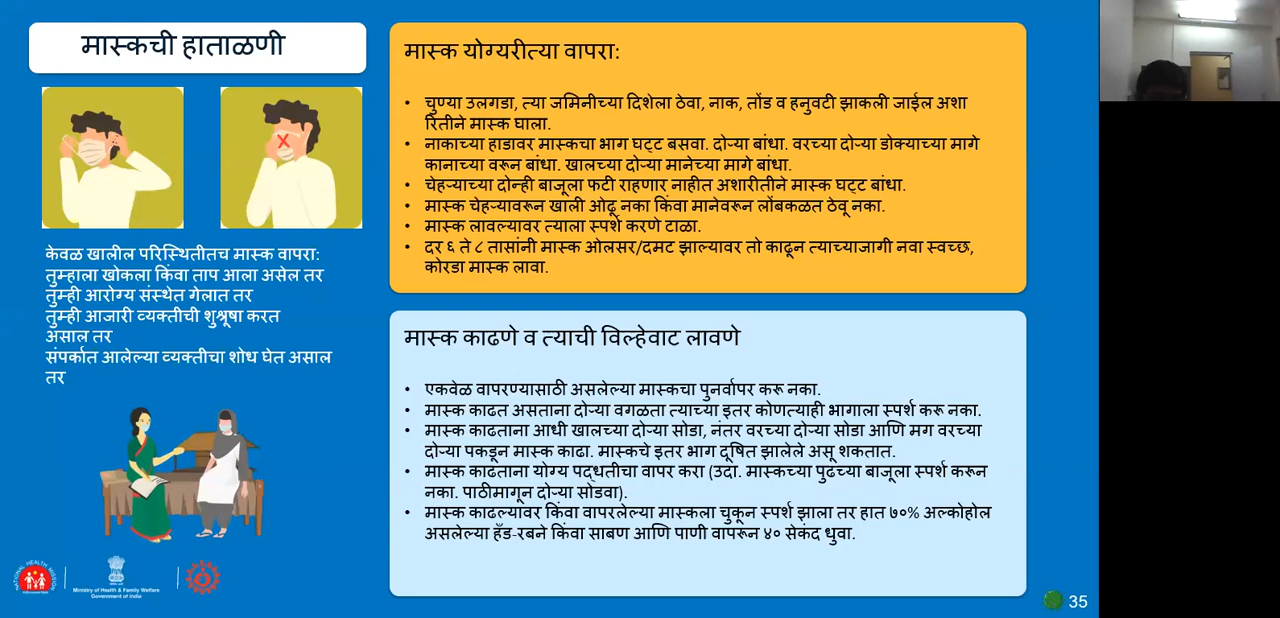 मास्कची हाताळणी
केवळ खालील परिस्थितीतच मास्क वापरा:
तुम्हाला खोकला किंवा ताप आला असेल तर
तुम्ही आरोग्य संस्थेत गेलात तर
तुम्ही आजारी व्यक्तीची शुश्रूषा करत
असाल तर
संपर्कात आलेल्या व्यक्तीचा शोध घेत असाल
तर
मास्क योग्यरीत्या वापरा:
• चुण्या उलगडा, त्या जमिनीच्या दिशेला ठेवा, नाक, तोंड व हनुवटी झाकली जाईल अशा
रितीने मास्क घाला.
• नाकाच्या हाडावर मास्कचा भाग घट्ट बसवा. दोऱ्या बांधा. वरच्या दोऱ्या डोक्याच्या मागे
कानाच्या वरून बांधा. खालच्या दोऱ्या मानेच्या मागे बांधा.
• चेहऱ्याच्या दोन्ही बाजूला फटी राहणार नाहीत अशारीतीने मास्क घट्ट बांधा.
• मास्क चेहऱ्यावरून खाली ओढू नका किंवा मानेवरून लोंबकळत ठेवू नका.
• मास्क लावल्यावर त्याला स्पर्श करणे टाळा.
• दर ६ ते ८ तासांनी मास्क ओलसर/दमट झाल्यावर तो काढून त्याच्याजागी नवा स्वच्छ,
कोरडा मास्क लावा.
मास्क काढणे व त्याची विल्हेवाट लावणे
• एकवेळ वापरण्यासाठी असलेल्या मास्कचा पुनर्वापर करू नका.
• मास्क काढत असताना दोऱ्या वगळता त्याच्या इतर कोणत्याही भागाला स्पर्श करू नका.
• मास्क काढताना आधी खालच्या दोऱ्या सोडा, नंतर वरच्या दोऱ्या सोडा आणि मग वरच्या
दोऱ्या पकडून मास्क काढा. मास्कचे इतर भाग दूषित झालेले असू शकतात.
• मास्क काढताना योग्य पद्धतीचा वापर करा (उदा. मास्कच्या पुढच्या बाजूला स्पर्श करून
नका. पाठीमागून दोऱ्या सोडवा).
• मास्क काढल्यावर किंवा वापरलेल्या मास्कला चुकून स्पर्श झाला तर हात ७०% अल्कोहोल
असलेल्या हँड-रबने किंवा साबण आणि पाणी वापरून ४० सेकंद धुवा.
NATIONAL HEALTH MISSION
Ministry of Health & Family Welfare
Government of India
35